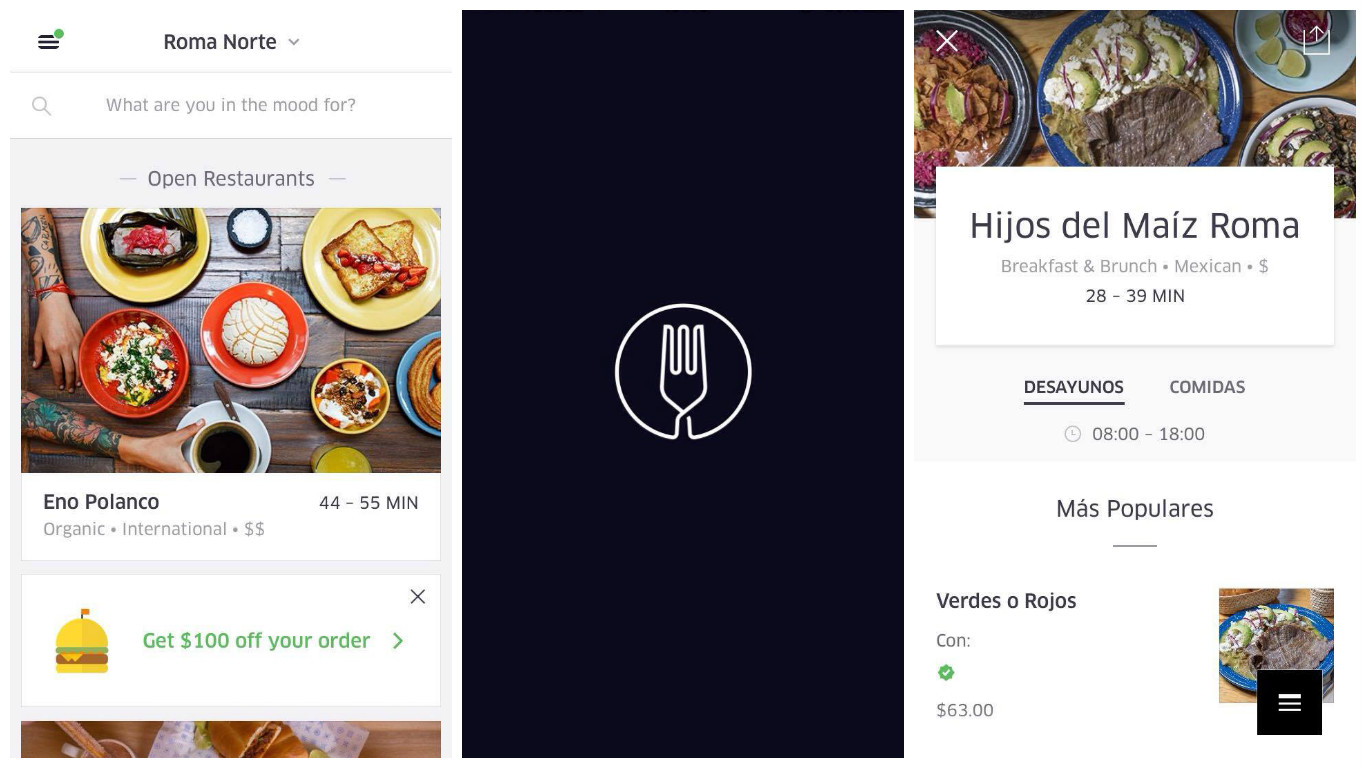 Roma Norte
What are you in the mood for?
Open Restaurants
Eno Polanco
44 – 55 MIN
Organic • International • $$
Get $100 off your order
Hijos del Maíz Roma
Breakfast & Brunch • Mexican • $
28 – 39 MIN
DESAYUNOS COMIDAS
08:00 – 18:00
Más Populares
Verdes o Rojos
Con:
$63.00